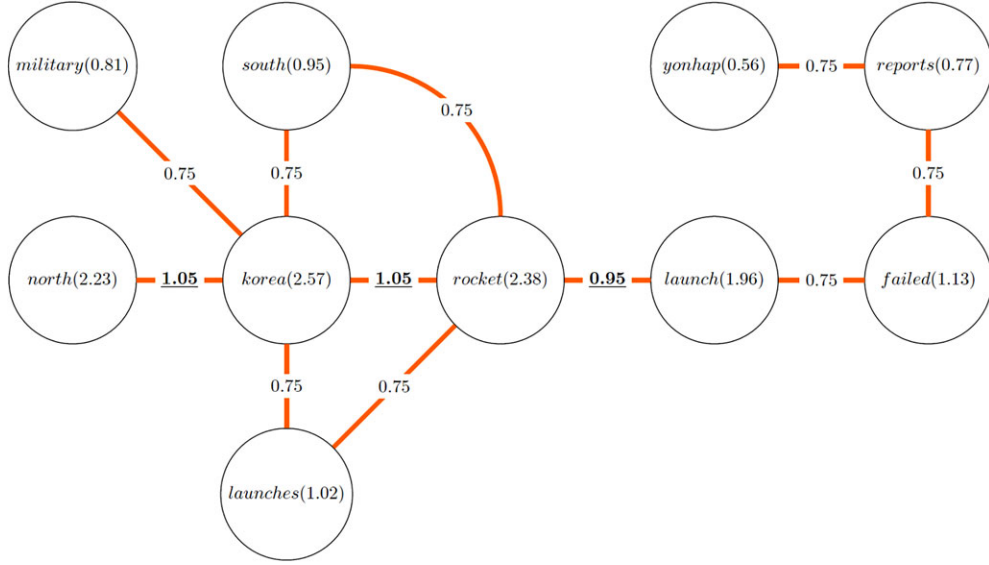 military(0.81)
south(0.95)
yonhap(0.56)
0.75
reports(0.77)
0.75
0.75
0.75
0.75
north(2.23)
1.05
korea(2.57)
1.05
rocket(2.38)
0.95
launch(1.96)
0.75
failed(1.13)
0.75
0.75
launches(1.02)